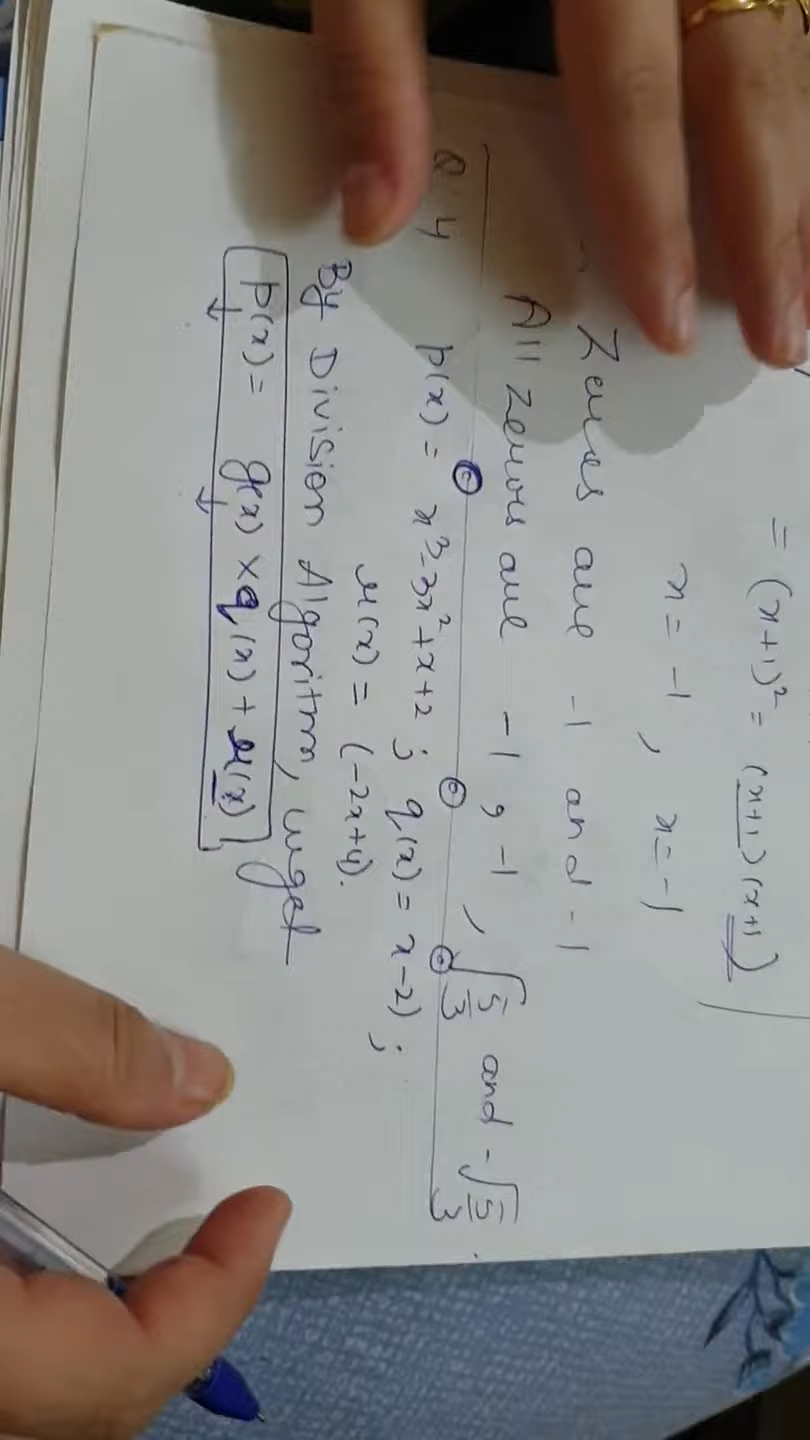 = (x+1)² = (x+1)(x+1)
x = -1 , x = -1
Zeroes are -1 and -1
All zeroes are -1 , -1 , √5/3 and -√5/3 .
Q.4 p(x) = x³-3x²+x+2 ; q(x) = x-2) ;
r(x) = (-2x+4).
By Division Algoritm, we get
p(x) = g(x) × q(x) + r(x)